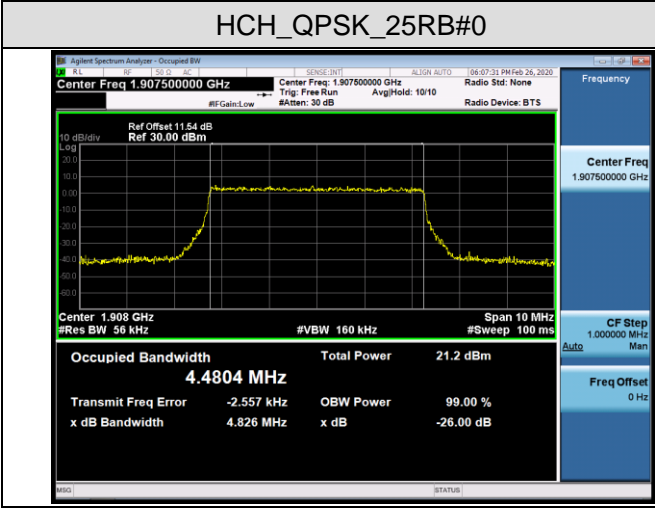 HCH_QPSK_25RB#0
Agilent Spectrum Analyzer - Occupied BW
RL RF 50 Ω AC SENSE:INT ALIGN AUTO 06:07:31 PM Feb 26, 2020
Center Freq 1.907500000 GHz Center Freq: 1.907500000 GHz Radio Std: None
Trig: Free Run Avg|Hold: 10/10
#IFGain:Low #Atten: 30 dB Radio Device: BTS
Ref Offset 11.54 dB
10 dB/div Ref 30.00 dBm
Log
20.0
10.0
0.00
-10.0
-20.0
-30.0
-40.0
-50.0
-60.0
Center 1.908 GHz Span 10 MHz
#Res BW 56 kHz #VBW 160 kHz #Sweep 100 ms
Occupied Bandwidth Total Power 21.2 dBm
4.4804 MHz
Transmit Freq Error -2.557 kHz OBW Power 99.00 %
x dB Bandwidth 4.826 MHz x dB -26.00 dB
MSG STATUS
Frequency
Center Freq
1.907500000 GHz
CF Step
1.000000 MHz
Auto Man
Freq Offset
0 Hz